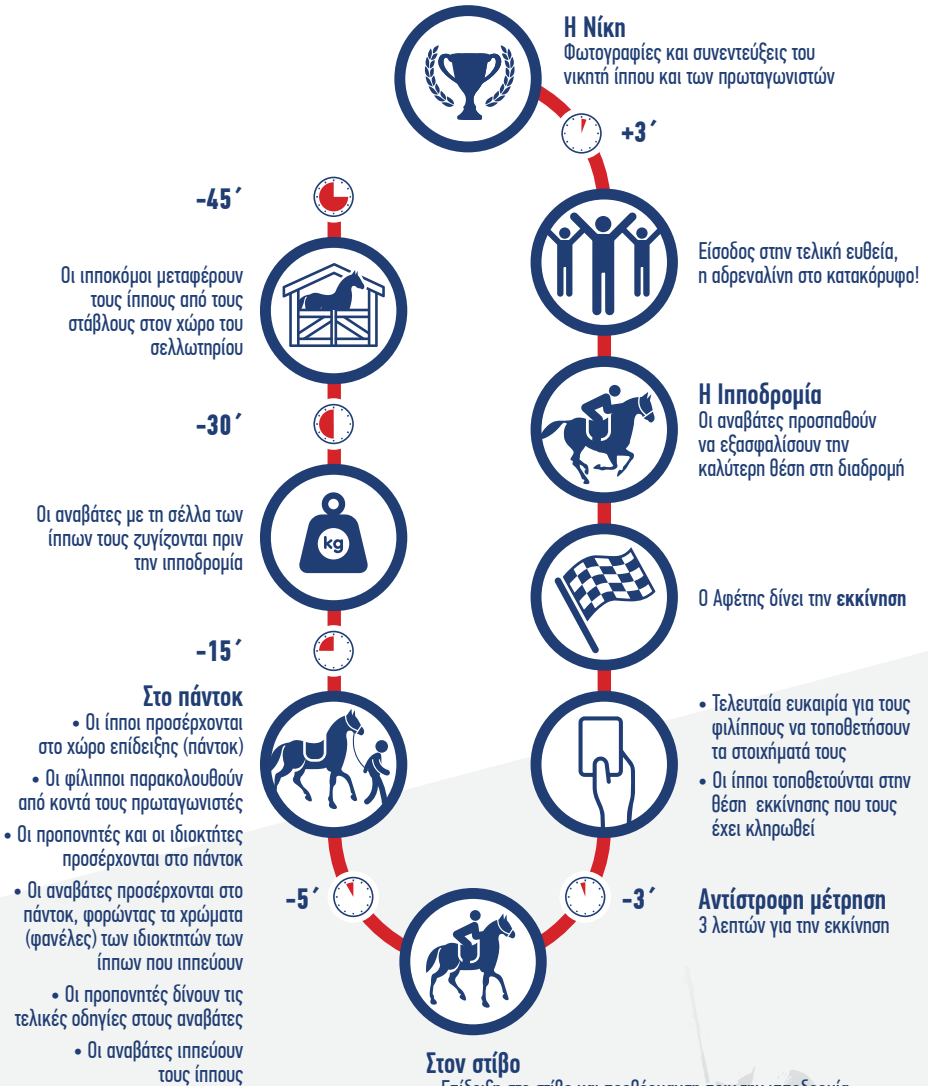 -45΄
Οι ιπποκόμοι μεταφέρουν
τους ίππους από τους
στάβλους στον χώρο του
σελλωτηρίου
-30΄
Οι αναβάτες με τη σέλλα των
ίππων τους ζυγίζονται πριν
την ιπποδρομία
kg
-15΄
Στο πάντοκ
• Οι ίπποι προσέρχονται
στο χώρο επίδειξης (πάντοκ)
• Οι φίλιπποι παρακολουθούν
από κοντά τους πρωταγωνιστές
• Οι προπονητές και οι ιδιοκτήτες
προσέρχονται στο πάντοκ
• Οι αναβάτες προσέρχονται στο
πάντοκ, φορώντας τα χρώματα
(φανέλες) των ιδιοκτητών των
ίππων που ιππεύουν
• Οι προπονητές δίνουν τις
τελικές οδηγίες στους αναβάτες
• Οι αναβάτες ιππεύουν
τους ίππους
-5΄
Στον στίβο
-3΄
Αντίστροφη μέτρηση
3 λεπτών για την εκκίνηση
• Τελευταία ευκαιρία για τους
φιλίππους να τοποθετήσουν
τα στοιχήματά τους
• Οι ίπποι τοποθετούνται στην
θέση εκκίνησης που τους
έχει κληρωθεί
Ο Αφέτης δίνει την εκκίνηση
Η Ιπποδρομία
Οι αναβάτες προσπαθούν
να εξασφαλίσουν την
καλύτερη θέση στη διαδρομή
Είσοδος στην τελική ευθεία,
η αδρεναλίνη στο κατακόρυφο!
+3΄
Η Νίκη
Φωτογραφίες και συνεντεύξεις του
νικητή ίππου και των πρωταγωνιστών